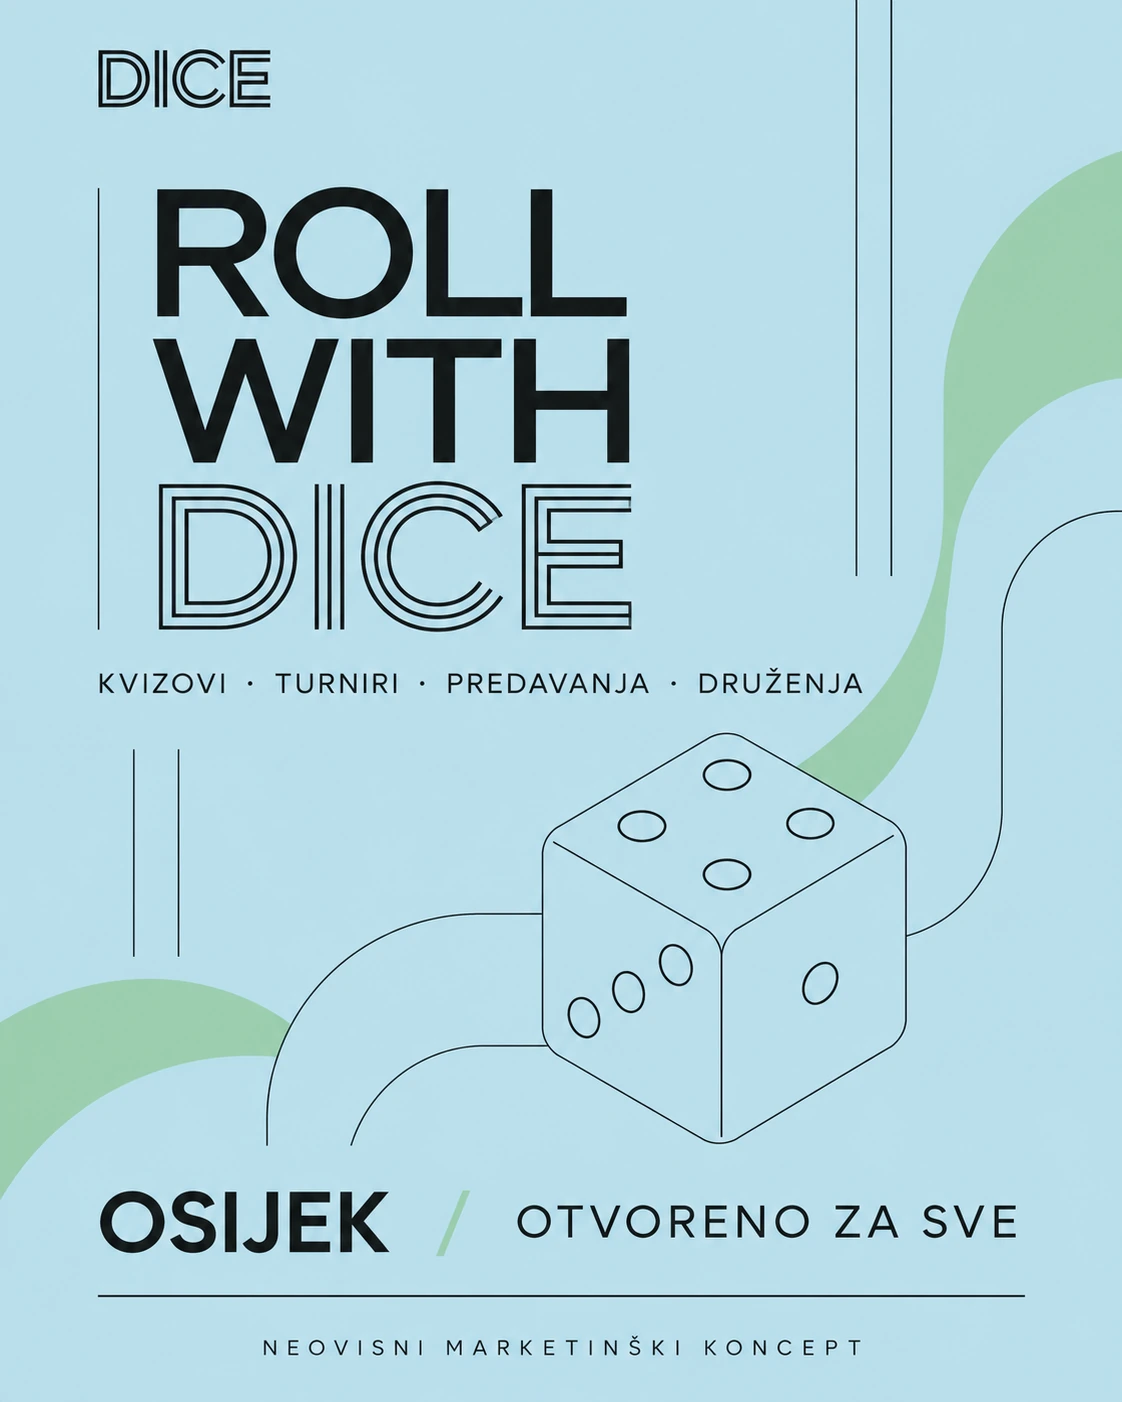 DICE
ROLL
WITH
DICE
KVIZOVI · TURNIRI · PREDAVANJA · DRUŽENJA
OSIJEK / OTVORENO ZA SVE
NEOVISNI MARKETINŠKI KONCEPT